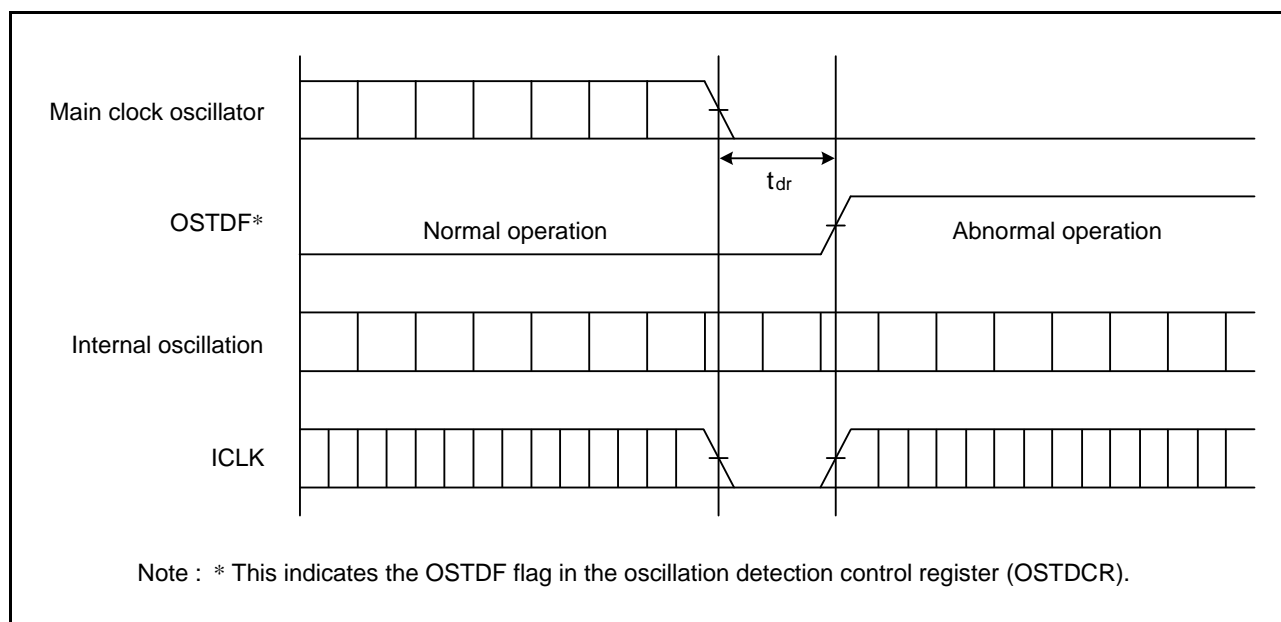 Main clock oscillator
tdr
OSTDF*
Normal operation
Abnormal operation
Internal oscillation
ICLK
Note : * This indicates the OSTDF flag in the oscillation detection control register (OSTDCR).